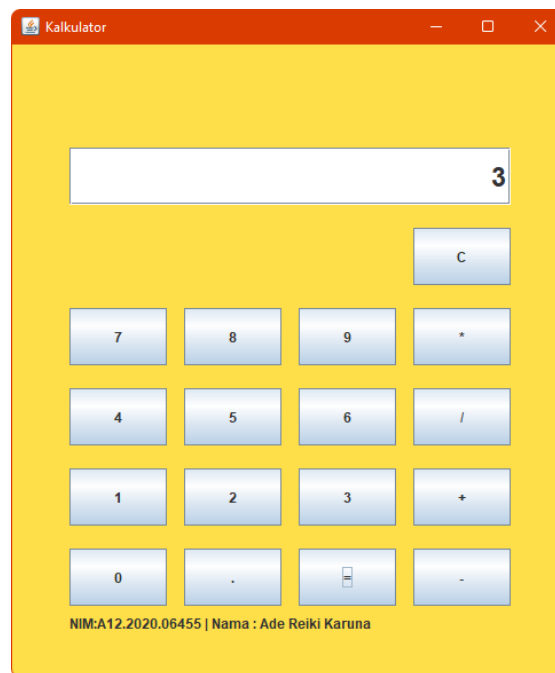 Kalkulator
3
C
7 8 9 *
4 5 6 /
1 2 3 +
0 . = -
NIM:A12.2020.06455 | Nama : Ade Reiki Karuna